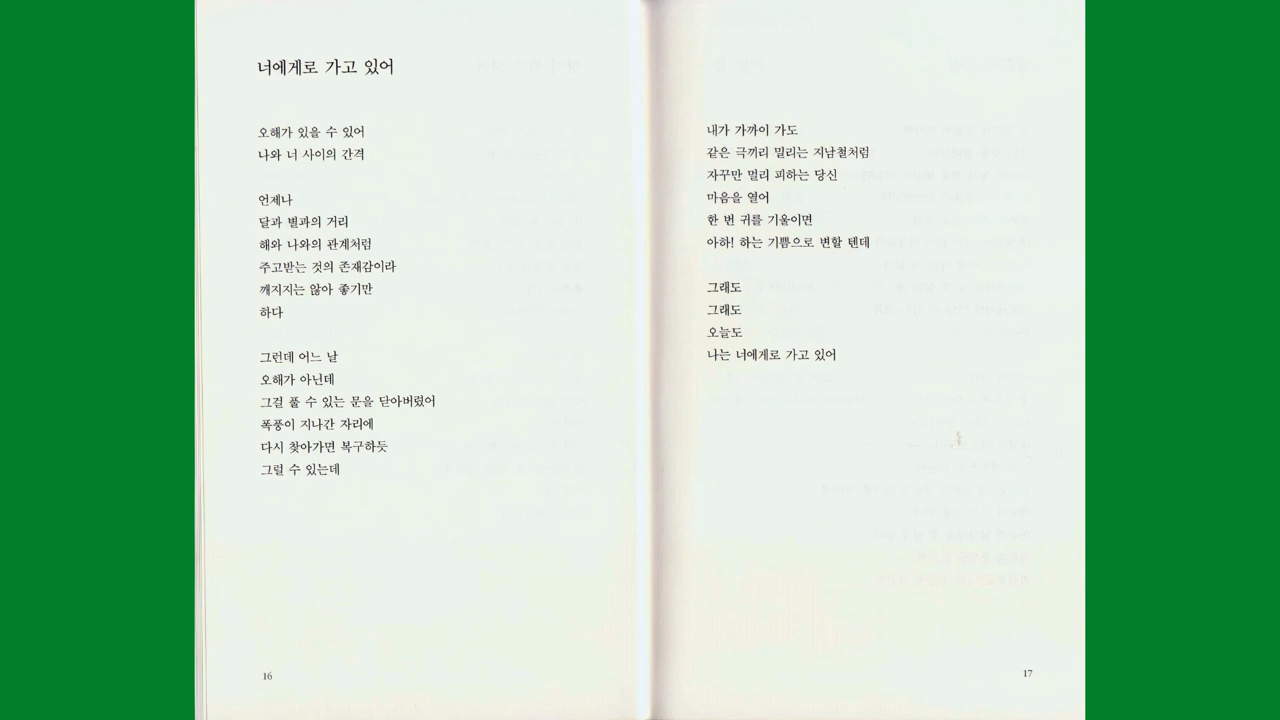 너에게로 가고 있어
오해가 있을 수 있어
나와 너 사이의 간격
언제나
달과 별과의 거리
해와 나와의 관계처럼
주고받는 것의 존재감이라
깨지지는 않아 좋기만
하다
그런데 어느 날
오해가 아닌데
그걸 풀 수 있는 문을 닫아버렸어
폭풍이 지나간 자리에
다시 찾아가면 복구하듯
그럴 수 있는데
16
내가 가까이 가도
같은 극끼리 밀리는 지남철처럼
자꾸만 멀리 피하는 당신
마음을 열어
한 번 귀를 기울이면
아하! 하는 기쁨으로 변할 텐데
그래도
그래도
오늘도
나는 너에게로 가고 있어
17